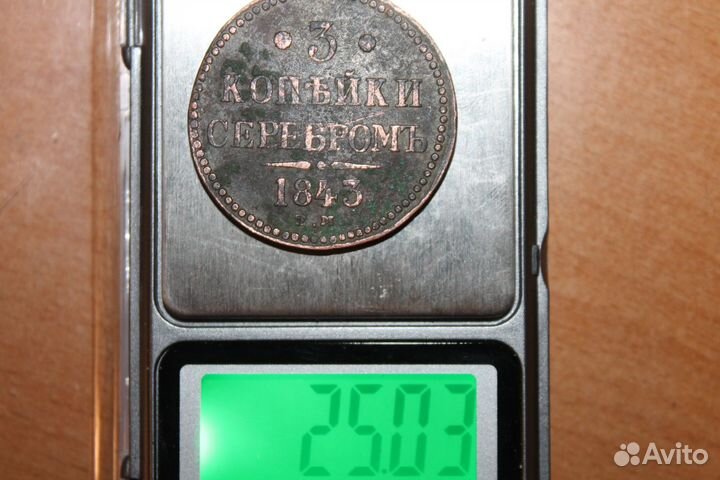 3
КОПѢЙКИ
СЕРЕБРОМЪ
1843
25.03
Avito